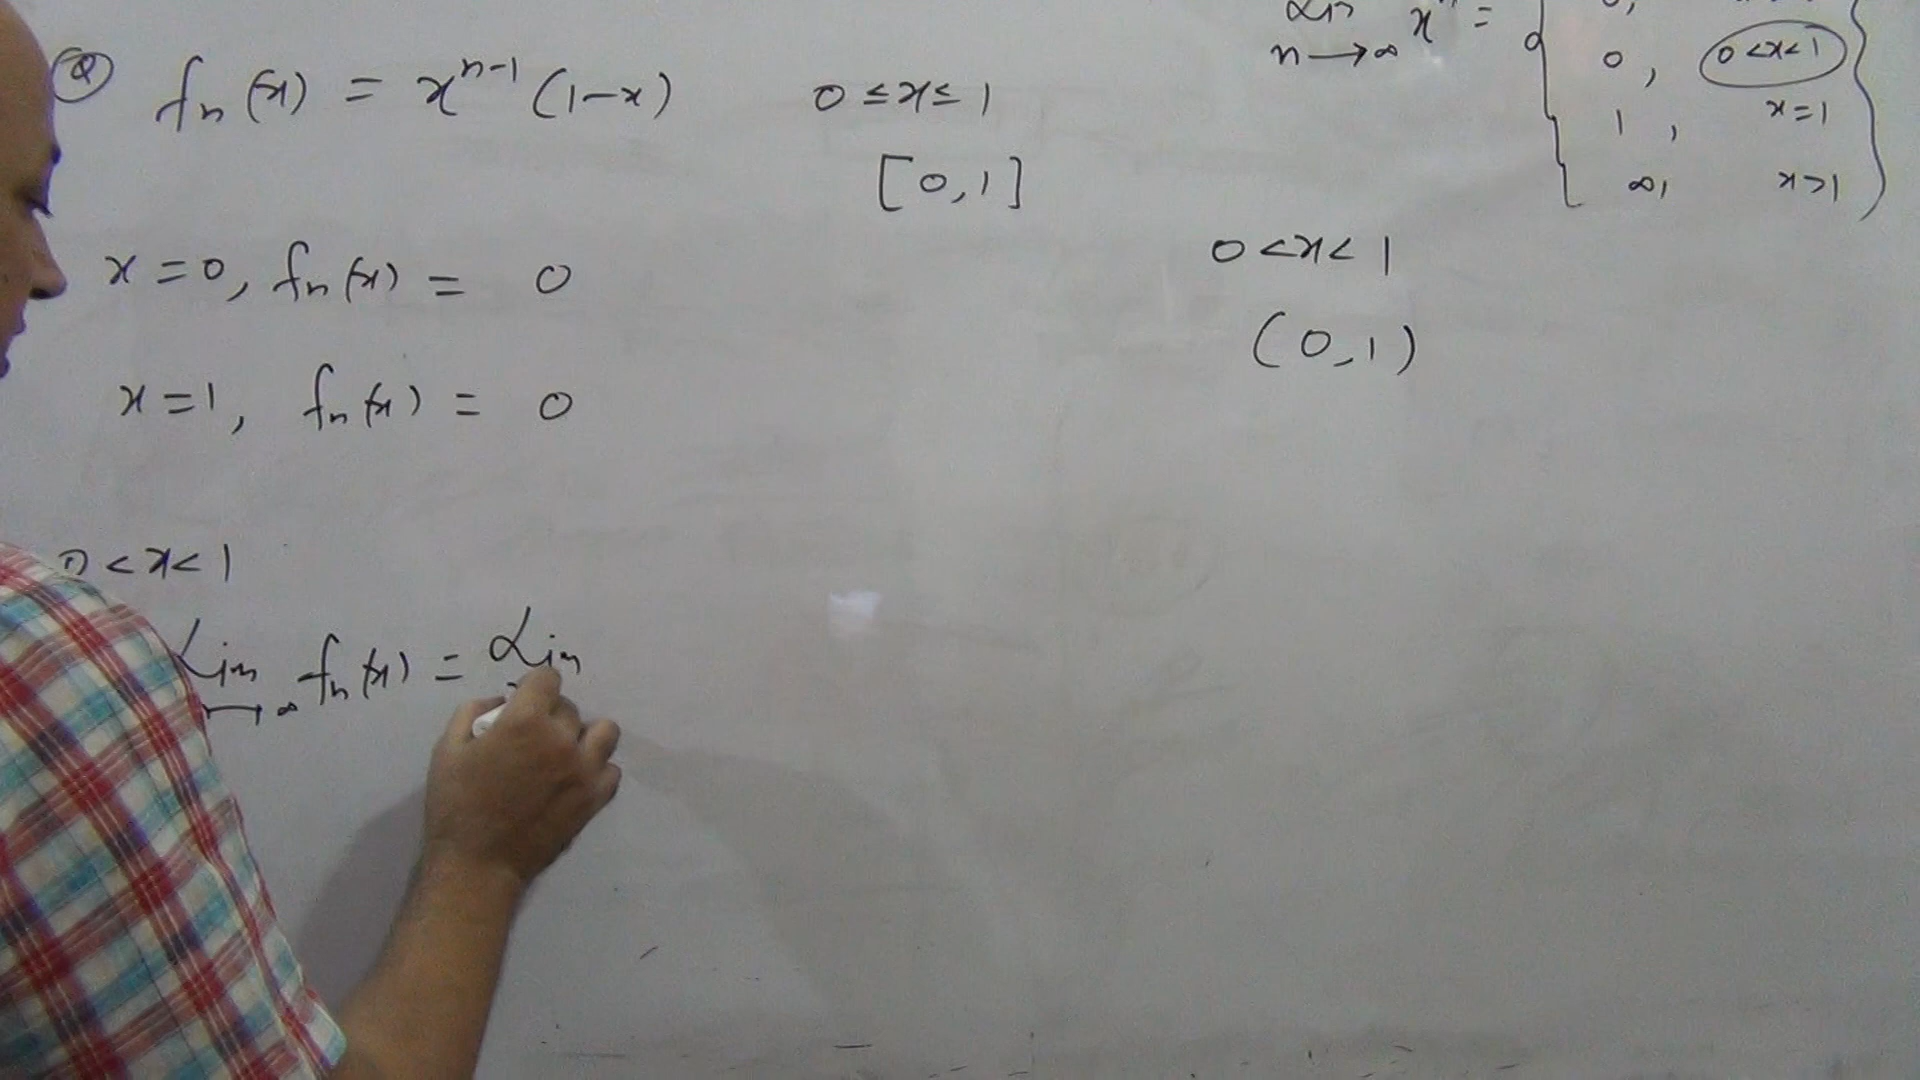 Q fn(x) = x^{n-1} (1-x) 0 ≤ x ≤ 1
[0,1]
x = 0, fn(x) = 0
x = 1, fn(x) = 0
0 < x < 1
Lim fn(x) = Lim
→ ∞
Lim x^n = { 0,
n → ∞
0, 0 < x < 1
1, x = 1
∞, x > 1
0 < x < 1
(0,1)